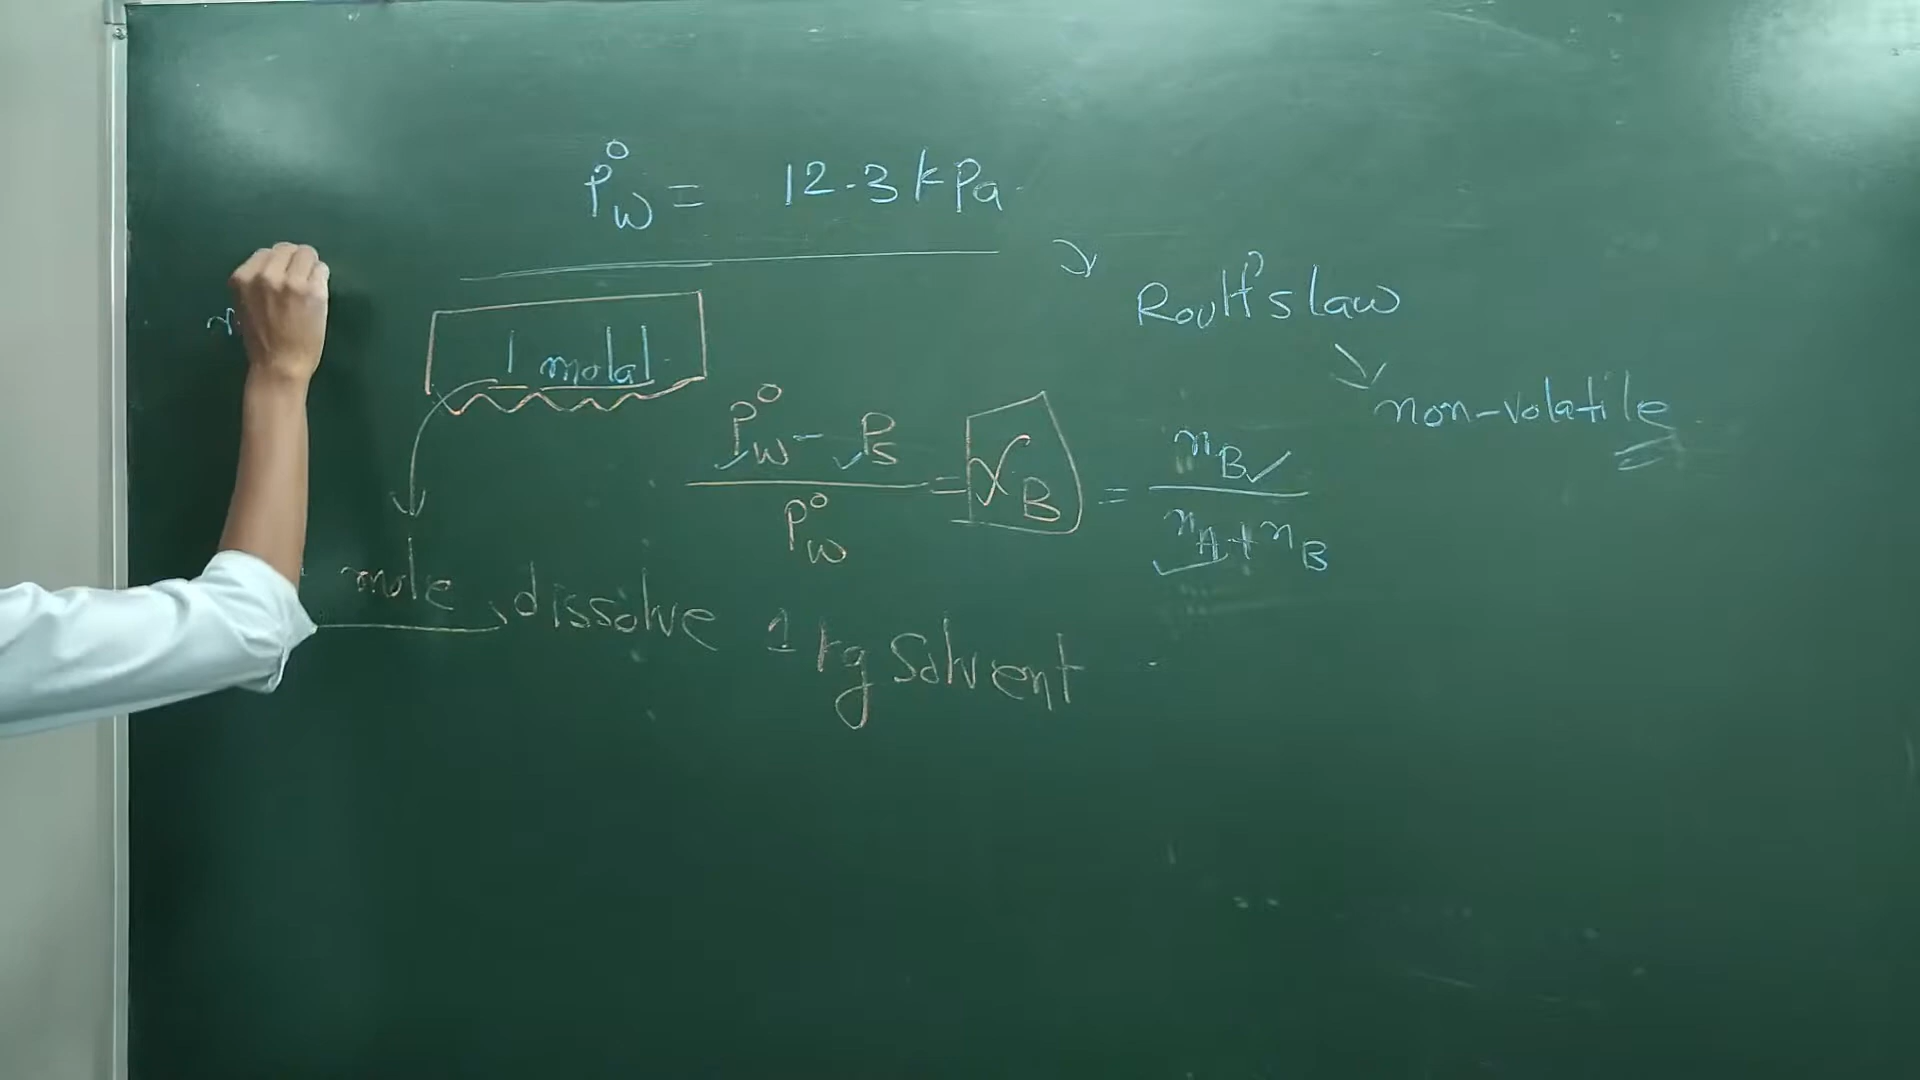 P°w = 12.3 kPa
Roult's law
1 molal
non-volatile
P°w - Ps / P°w = xB = nB / nA + nB
mole, dissolve 1 kg Solvent